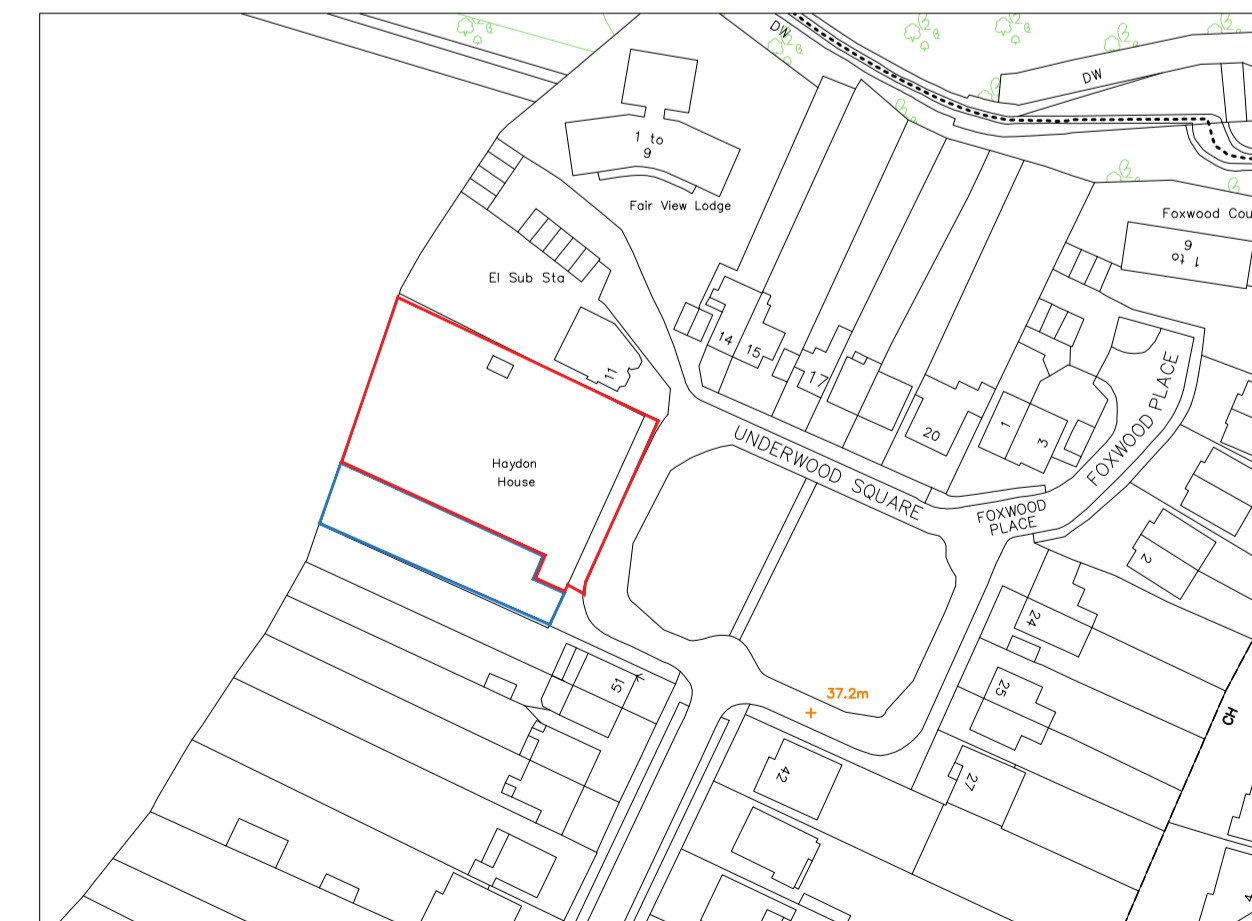 DW
DW
1 to
9
Fair View Lodge
Foxwood Cou
1 to
6
El Sub Sta
14
15
17
11
20
1
3
FOXWOOD PLACE
UNDERWOOD SQUARE
FOXWOOD
PLACE
Haydon
House
2
24
25
51
37.2m
CH
42
27